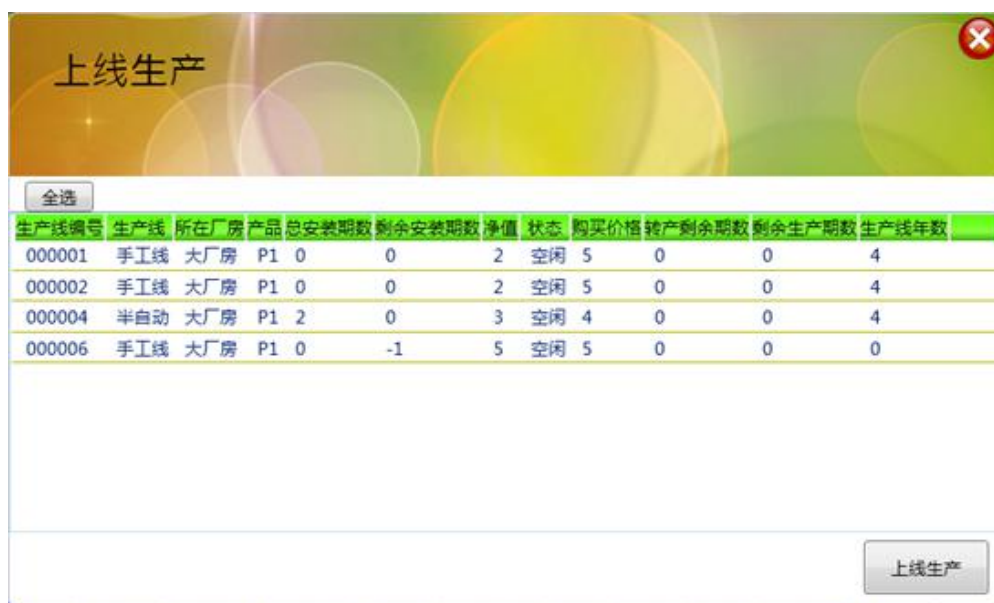 上线生产
全选
生产线编号 生产线 所在厂房 产品 总安装期数 剩余安装期数 净值 状态 购买价格 转产剩余期数 剩余生产期数 生产线年数
000001 手工线 大厂房 P1 0 0 2 空闲 5 0 0 4
000002 手工线 大厂房 P1 0 0 2 空闲 5 0 0 4
000004 半自动 大厂房 P1 2 0 3 空闲 4 0 0 4
000006 手工线 大厂房 P1 0 -1 5 空闲 5 0 0 0
上线生产